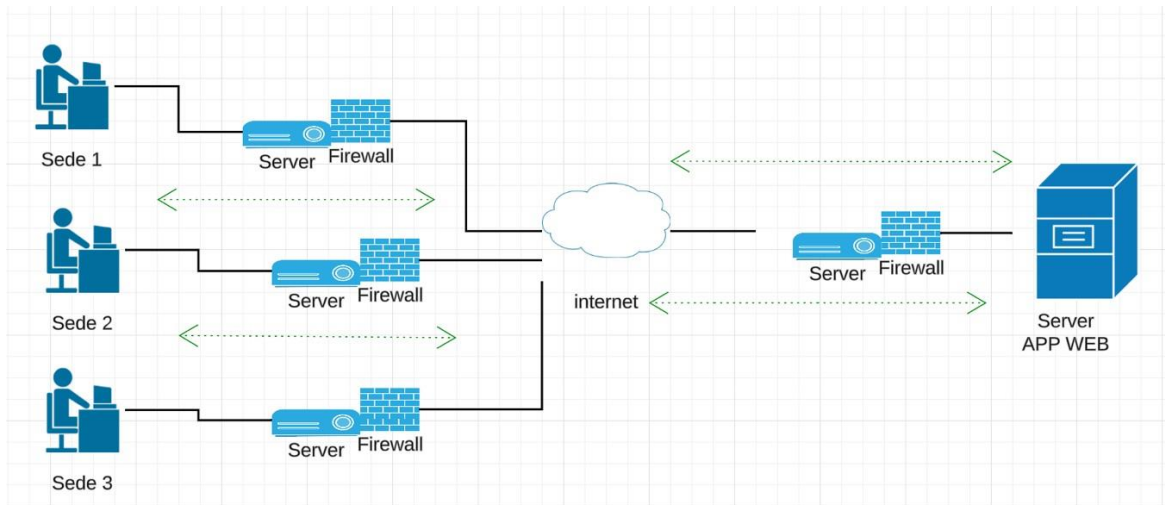 Sede 1
Server
Firewall
Sede 2
Server
Firewall
Sede 3
Server
Firewall
internet
Server
Firewall
Server
APP WEB